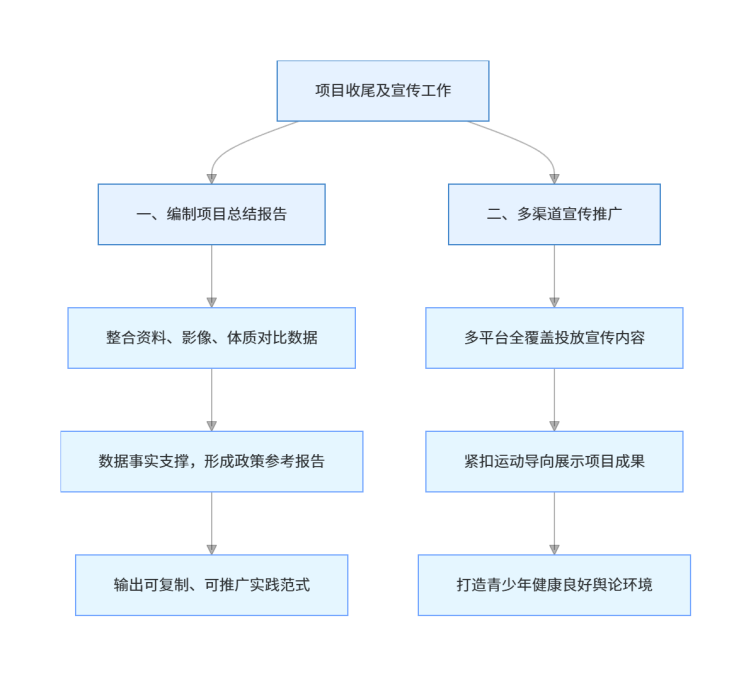 项目收尾及宣传工作
一、编制项目总结报告
二、多渠道宣传推广
整合资料、影像、体质对比数据
多平台全覆盖投放宣传内容
数据事实支撑，形成政策参考报告
紧扣运动导向展示项目成果
输出可复制、可推广实践范式
打造青少年健康良好舆论环境